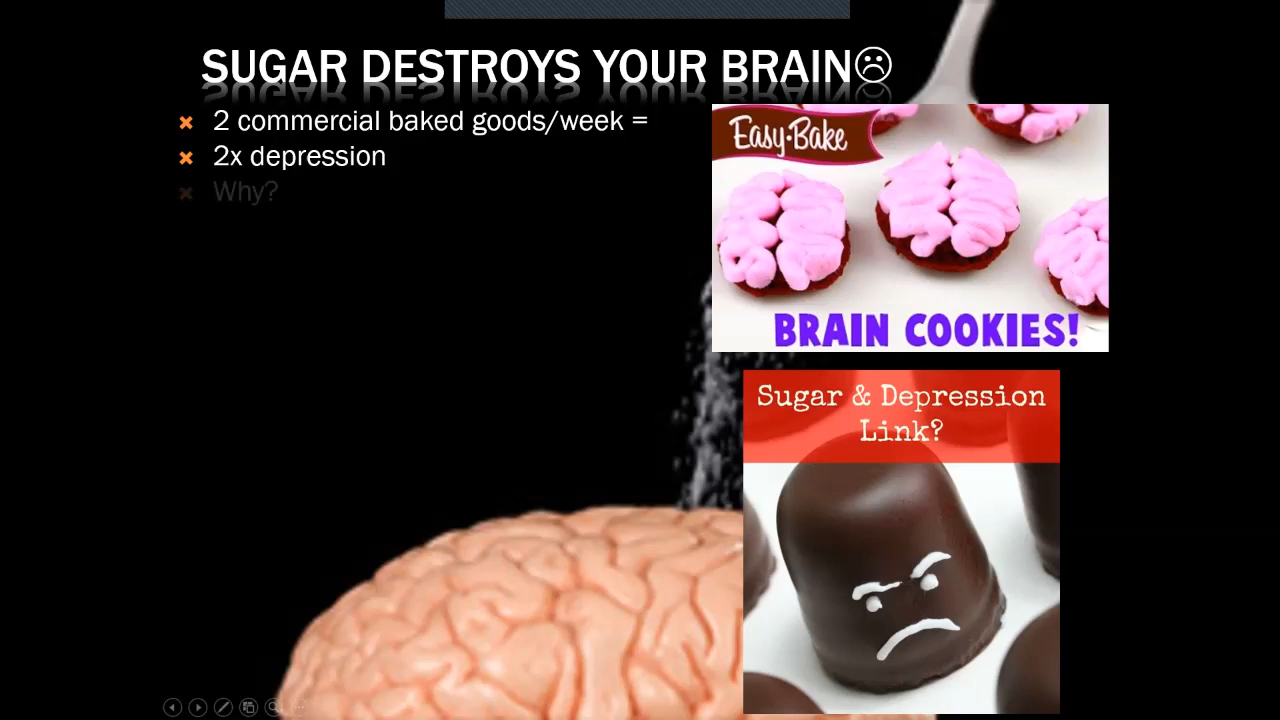 SUGAR DESTROYS YOUR BRAIN☹
2 commercial baked goods/week =
2x depression
Why?
Easy-Bake
BRAIN COOKIES!
Sugar & Depression
Link?